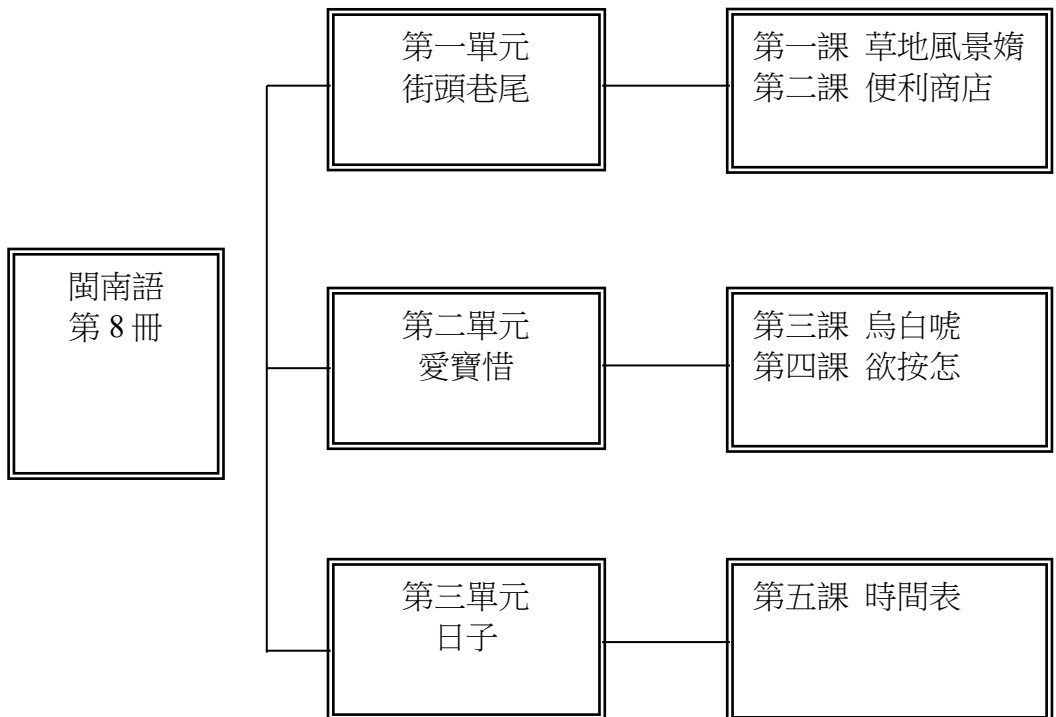 閩南語
第 8 冊
第一單元
街頭巷尾
第一課 草地風景媠
第二課 便利商店
第二單元
愛寶惜
第三課 烏白唬
第四課 欲按怎
第三單元
日子
第五課 時間表